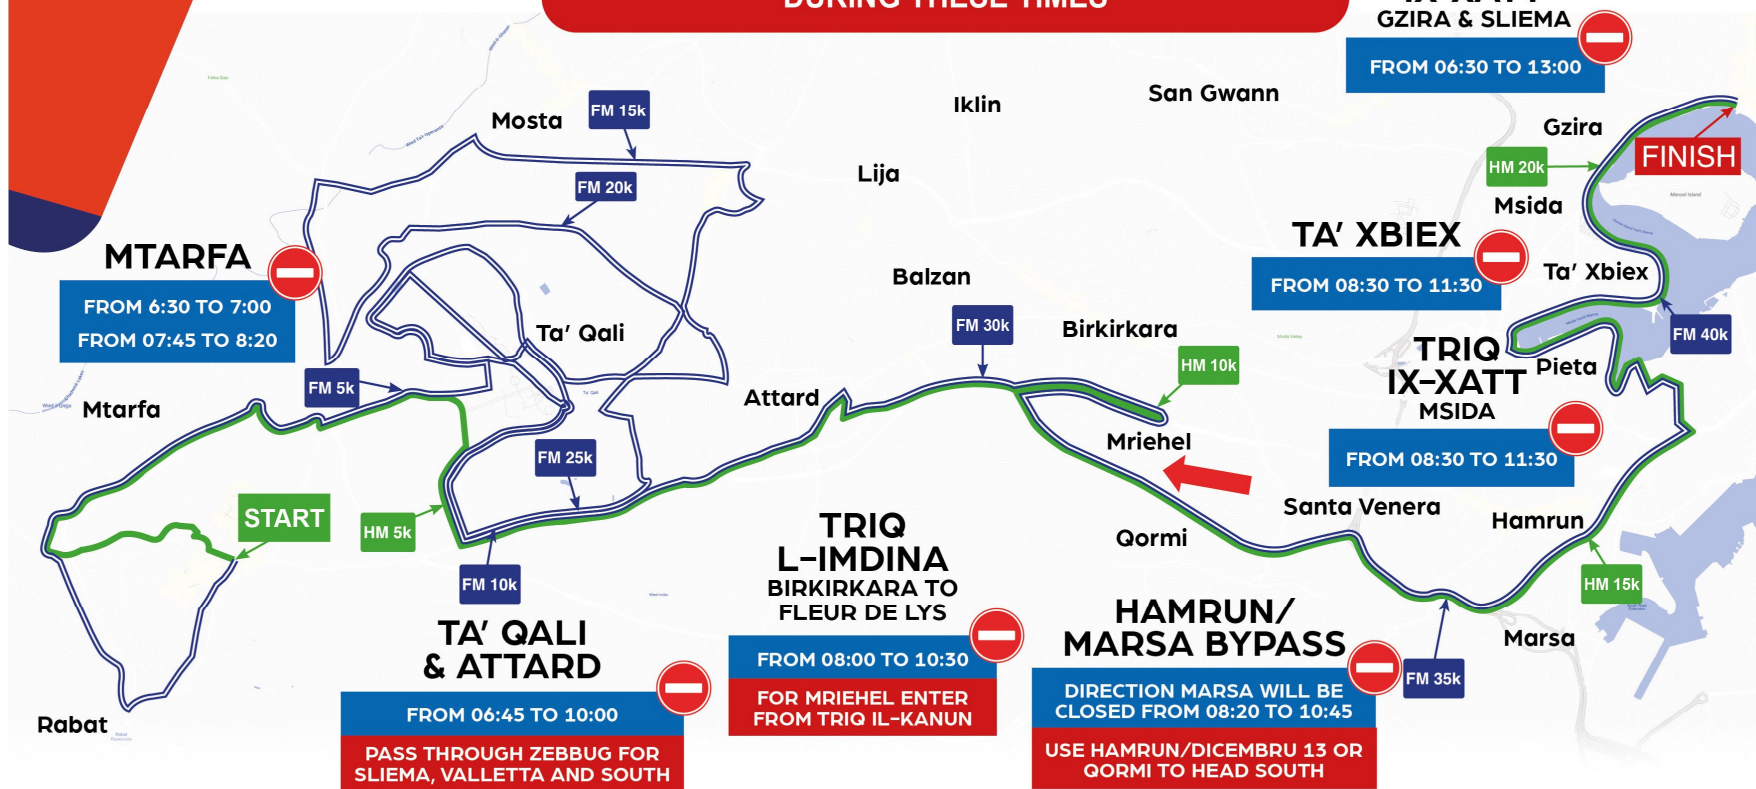 DURING THESE TIMES
GZIRA & SLIEMA
FROM 06:30 TO 13:00
Mosta
FM 15k
Iklin
San Gwann
Gzira
FINISH
HM 20k
Lija
FM 20k
Msida
MTARFA
FROM 6:30 TO 7:00
FROM 07:45 TO 8:20
TA' XBIEX
FROM 08:30 TO 11:30
Ta' Xbiex
Balzan
FM 30k
Birkirkara
Ta' Qali
FM 40k
HM 10k
TRIQ
IX-XATT
MSIDA
FROM 08:30 TO 11:30
Pieta
FM 5k
Mtarfa
Attard
Mriehel
FM 25k
START
HM 5k
Santa Venera
Hamrun
Qormi
FM 10k
HM 15k
TRIQ
L-IMDINA
BIRKIRKARA TO
FLEUR DE LYS
FROM 08:00 TO 10:30
FOR MRIEHEL ENTER
FROM TRIQ IL-KANUN
HAMRUN/
MARSA BYPASS
DIRECTION MARSA WILL BE
CLOSED FROM 08:20 TO 10:45
USE HAMRUN/DICEMBRU 13 OR
QORMI TO HEAD SOUTH
Marsa
FM 35k
TA' QALI
& ATTARD
FROM 06:45 TO 10:00
PASS THROUGH ZEBBUG FOR
SLIEMA, VALLETTA AND SOUTH
Rabat